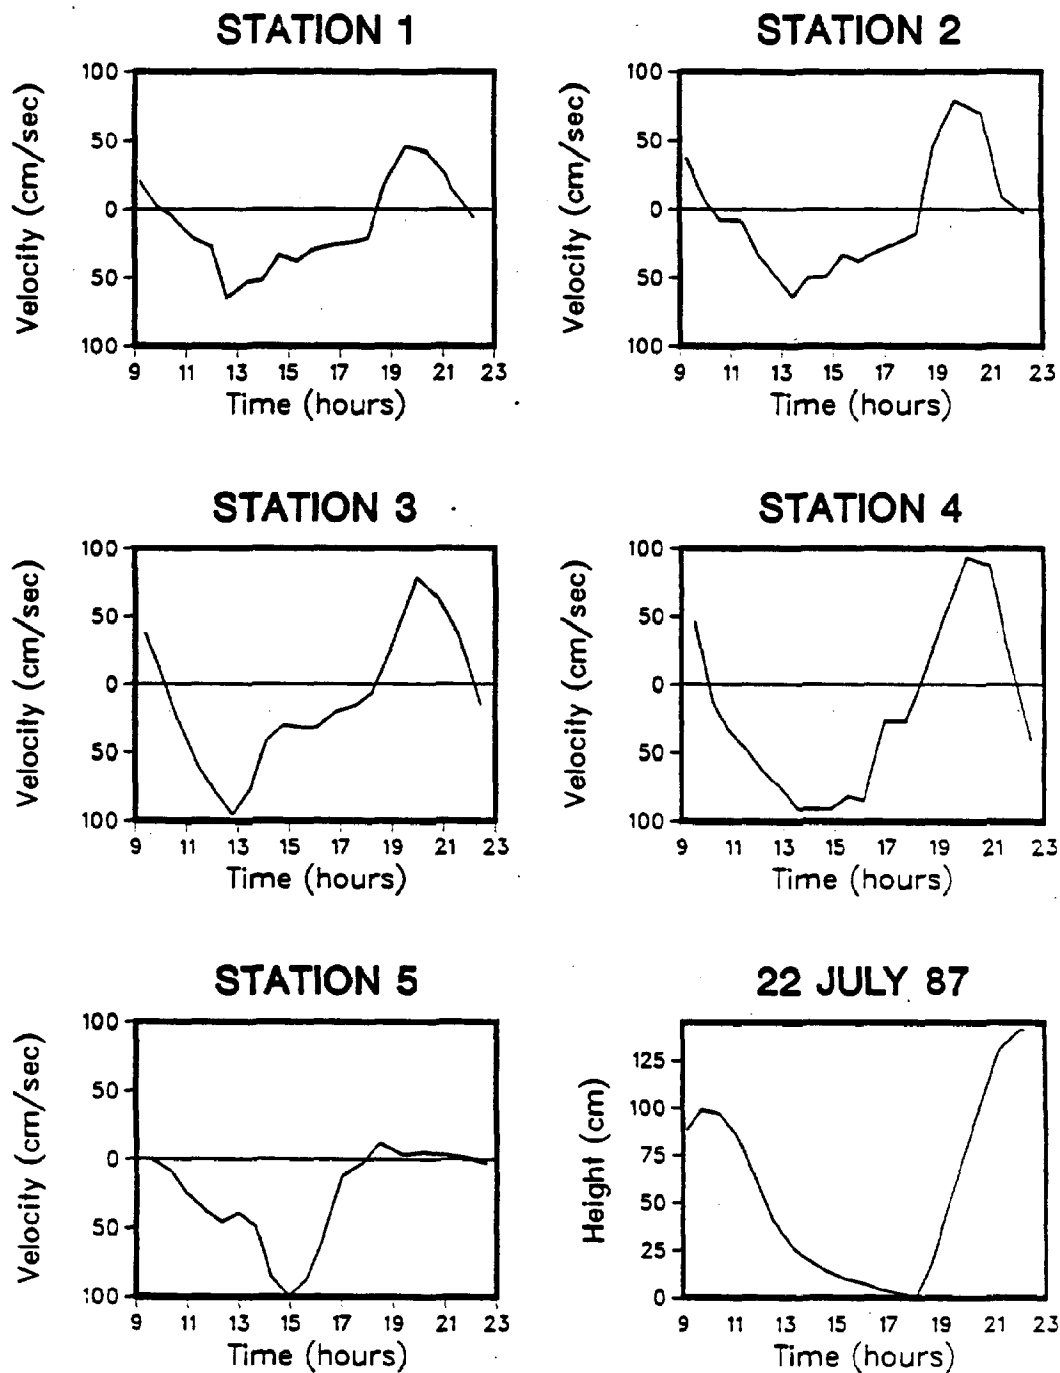 STATION 1
Velocity (cm/sec)
100
50
0
50
100
9 11 13 15 17 19 21 23
Time (hours)
STATION 2
Velocity (cm/sec)
100
50
0
50
100
9 11 13 15 17 19 21 23
Time (hours)
STATION 3
Velocity (cm/sec)
100
50
0
50
100
9 11 13 15 17 19 21 23
Time (hours)
STATION 4
Velocity (cm/sec)
100
50
0
50
100
9 11 13 15 17 19 21 23
Time (hours)
STATION 5
Velocity (cm/sec)
100
50
0
50
100
9 11 13 15 17 19 21 23
Time (hours)
22 JULY 87
Height (cm)
125
100
75
50
25
0
9 11 13 15 17 19 21 23
Time (hours)